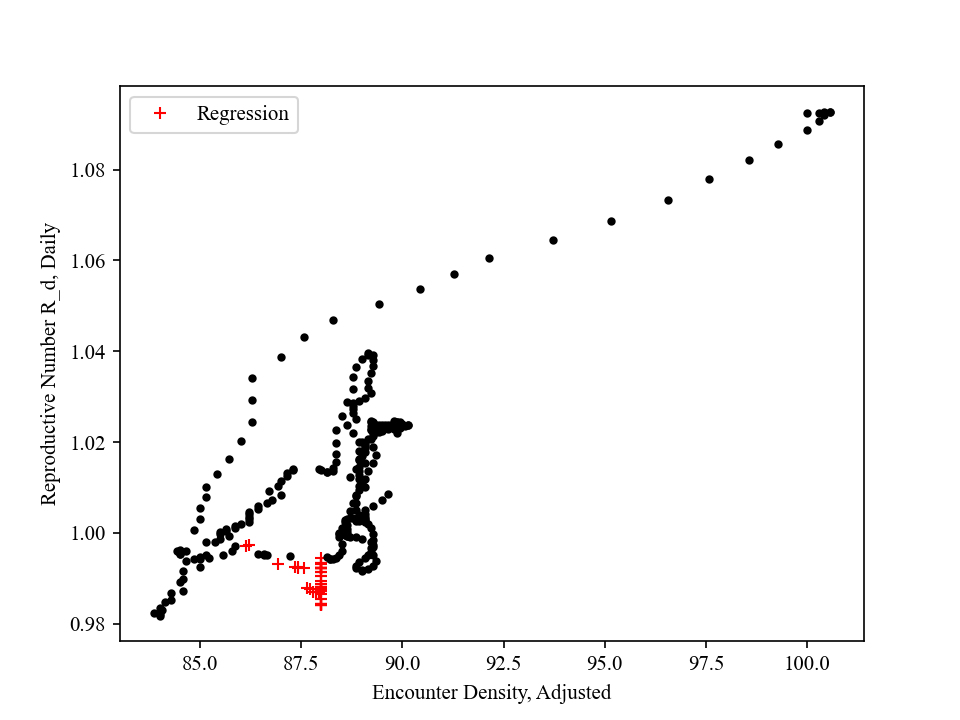 Regression
1.08
1.06
1.04
1.02
1.00
0.98
Reproductive Number R_d, Daily
85.0 87.5 90.0 92.5 95.0 97.5 100.0
Encounter Density, Adjusted